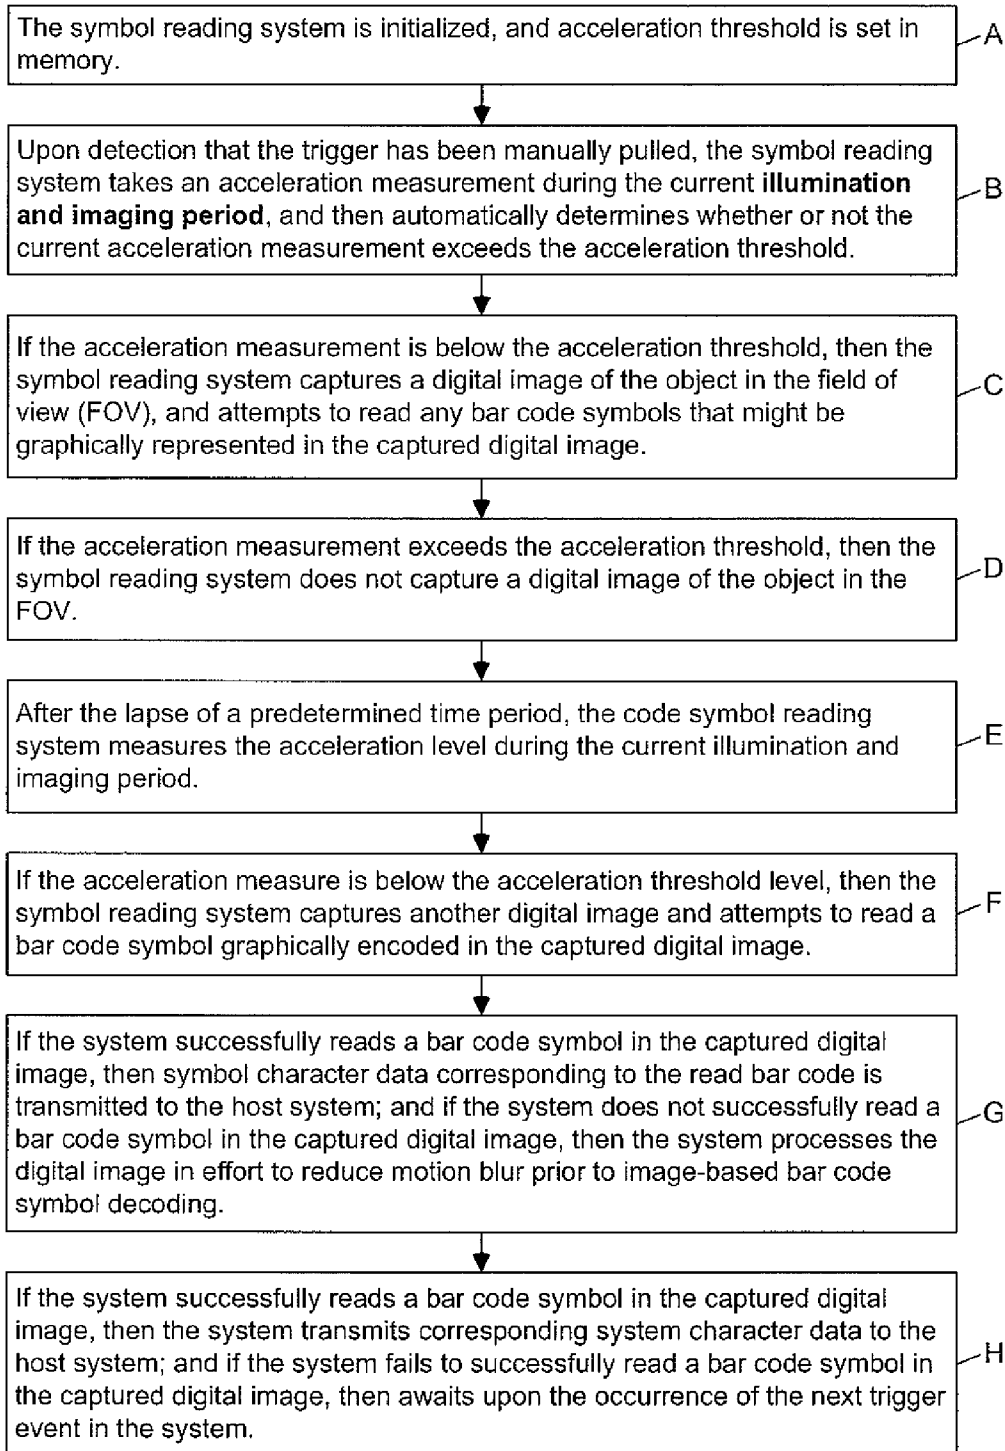 The symbol reading system is initialized, and acceleration threshold is set in
memory.
A
Upon detection that the trigger has been manually pulled, the symbol reading
system takes an acceleration measurement during the current illumination
and imaging period, and then automatically determines whether or not the
current acceleration measurement exceeds the acceleration threshold.
B
If the acceleration measurement is below the acceleration threshold, then the
symbol reading system captures a digital image of the object in the field of
view (FOV), and attempts to read any bar code symbols that might be
graphically represented in the captured digital image.
C
If the acceleration measurement exceeds the acceleration threshold, then the
symbol reading system does not capture a digital image of the object in the
FOV.
D
After the lapse of a predetermined time period, the code symbol reading
system measures the acceleration level during the current illumination and
imaging period.
E
If the acceleration measure is below the acceleration threshold level, then the
symbol reading system captures another digital image and attempts to read a
bar code symbol graphically encoded in the captured digital image.
F
If the system successfully reads a bar code symbol in the captured digital
image, then symbol character data corresponding to the read bar code is
transmitted to the host system; and if the system does not successfully read a
bar code symbol in the captured digital image, then the system processes the
digital image in effort to reduce motion blur prior to image-based bar code
symbol decoding.
G
If the system successfully reads a bar code symbol in the captured digital
image, then the system transmits corresponding system character data to the
host system; and if the system fails to successfully read a bar code symbol in
the captured digital image, then awaits upon the occurrence of the next trigger
event in the system.
H